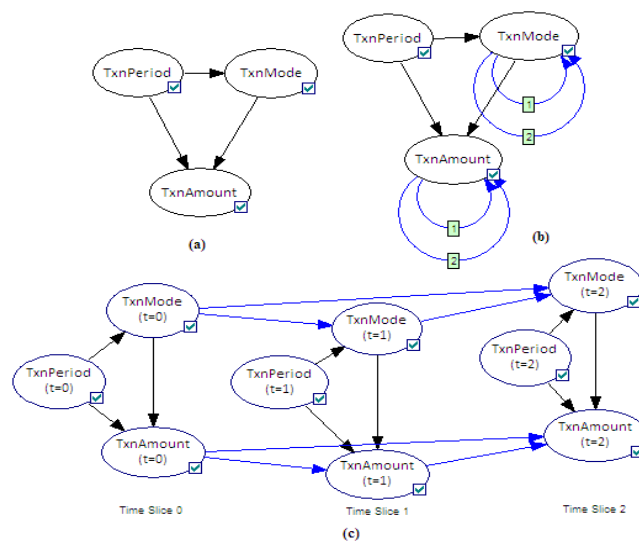 TxnPeriod
TxnMode
TxnAmount
(a)
TxnPeriod
TxnMode
1
2
TxnAmount
1
2
(b)
TxnMode
(t=0)
TxnPeriod
(t=0)
TxnAmount
(t=0)
Time Slice 0
TxnMode
(t=1)
TxnPeriod
(t=1)
TxnAmount
(t=1)
Time Slice 1
TxnMode
(t=2)
TxnPeriod
(t=2)
TxnAmount
(t=2)
Time Slice 2
(c)